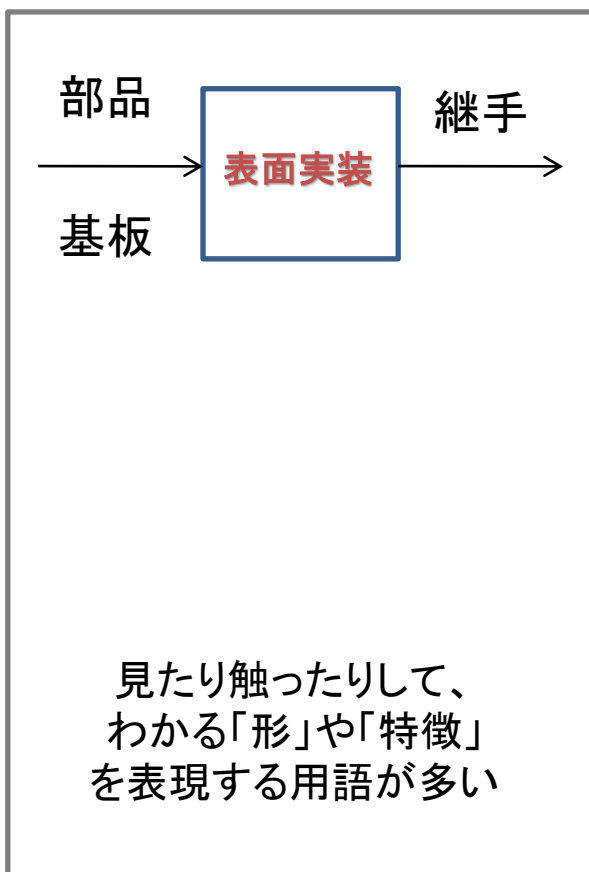 部品
表面実装
継手
基板
見たり触ったりして、
わかる「形」や「特徴」
を表現する用語が多い